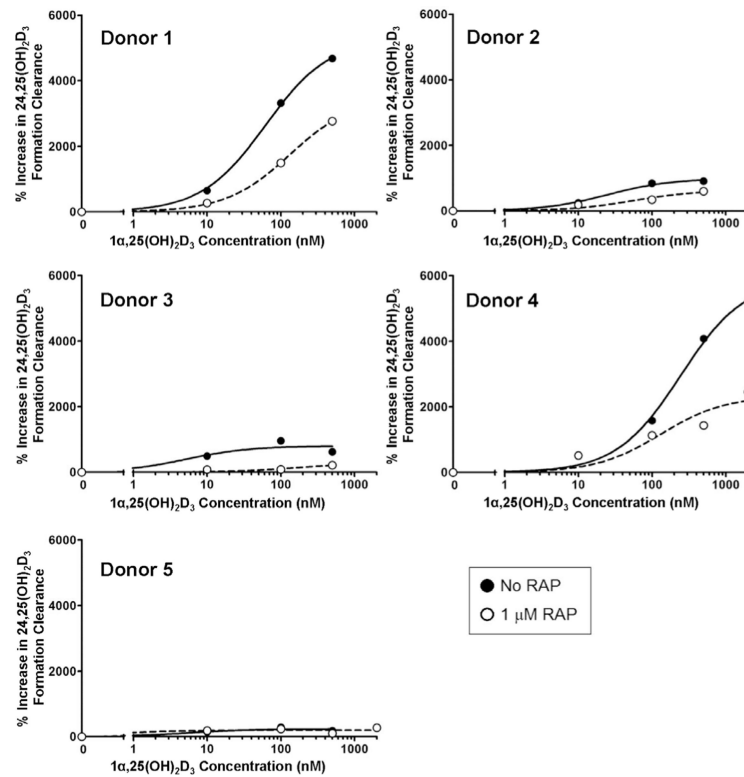 Donor 1
% Increase in 24,25(OH)₂D₃
Formation Clearance
6000
4000
2000
0
0 1 10 100 1000
1α,25(OH)₂D₃ Concentration (nM)
Donor 2
% Increase in 24,25(OH)₂D₃
Formation Clearance
6000
4000
2000
0
0 1 10 100 1000
1α,25(OH)₂D₃ Concentration (nM)
Donor 3
% Increase in 24,25(OH)₂D₃
Formation Clearance
6000
4000
2000
0
0 1 10 100 1000
1α,25(OH)₂D₃ Concentration (nM)
Donor 4
% Increase in 24,25(OH)₂D₃
Formation Clearance
6000
4000
2000
0
0 1 10 100 1000
1α,25(OH)₂D₃ Concentration (nM)
Donor 5
% Increase in 24,25(OH)₂D₃
Formation Clearance
6000
4000
2000
0
0 1 10 100 1000
1α,25(OH)₂D₃ Concentration (nM)
No RAP
1 μM RAP